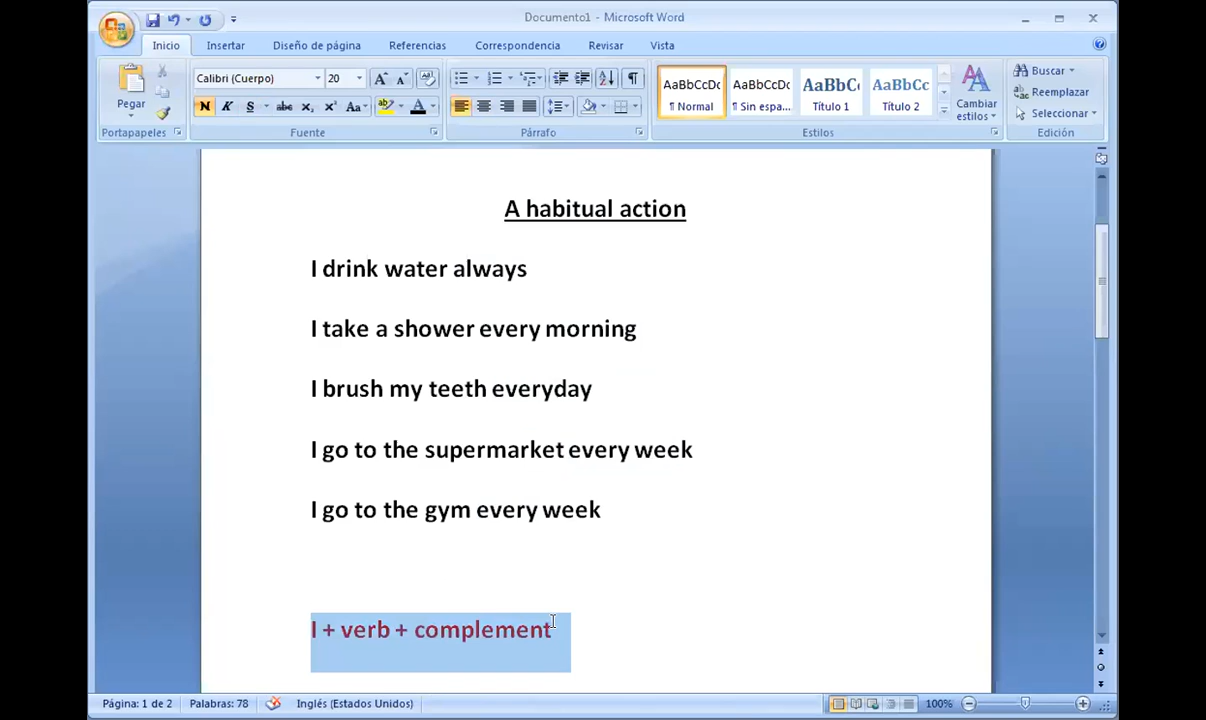 Documento1 - Microsoft Word
Inicio Insertar Diseño de página Referencias Correspondencia Revisar Vista
Pegar
Portapapeles
Calibri (Cuerpo) 20
N K S abc x₂ x² Aa A
Fuente
Párrafo
AaBbCcDc AaBbCcDc AaBbC AaBbCc
¶ Normal ¶ Sin espa... Título 1 Título 2
Cambiar estilos
Estilos
Buscar
Reemplazar
Seleccionar
Edición
A habitual action
I drink water always
I take a shower every morning
I brush my teeth everyday
I go to the supermarket every week
I go to the gym every week
I + verb + complement
Página: 1 de 2 Palabras: 78 Inglés (Estados Unidos) 100%